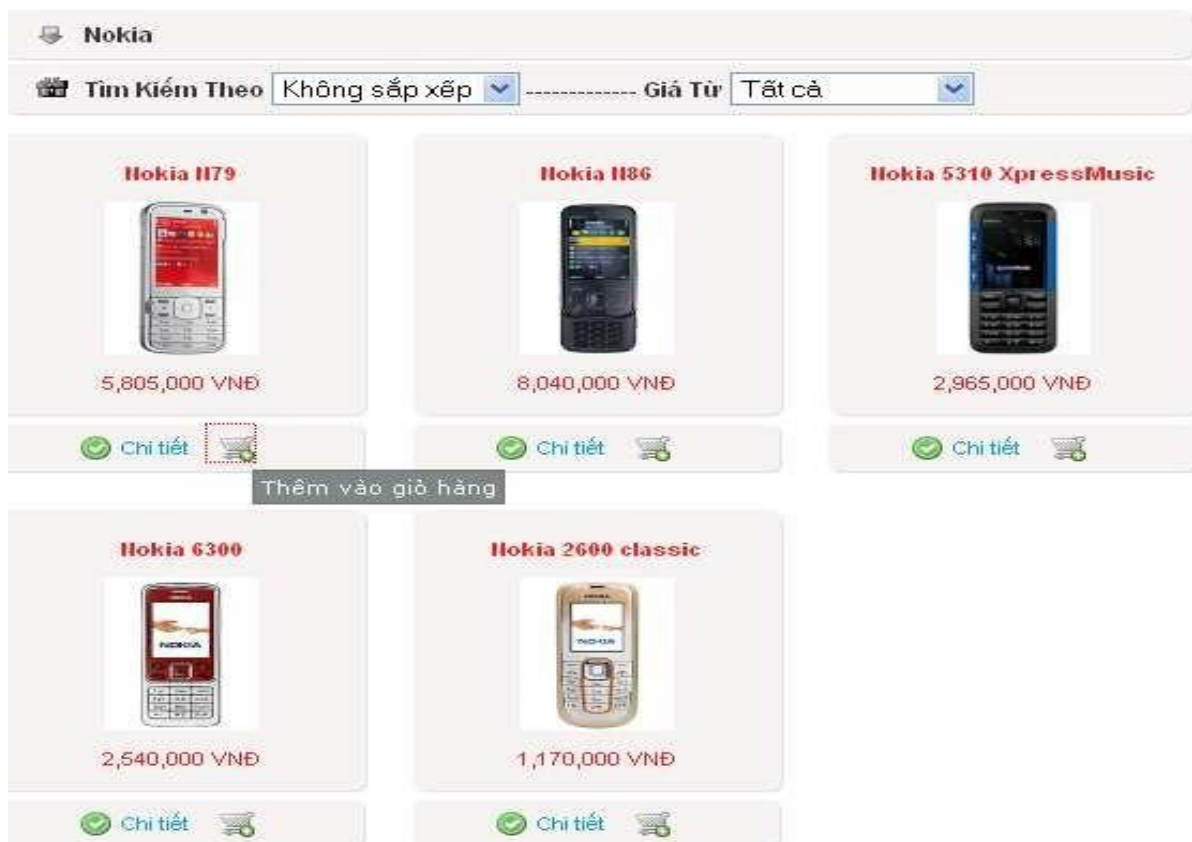 Nokia
Tìm Kiếm Theo Không sắp xếp ------------- Giá Từ Tất cả
Nokia N79 Nokia N86 Nokia 5310 XpressMusic
5,805,000 VNĐ 8,040,000 VNĐ 2,965,000 VNĐ
Chi tiết Chi tiết Chi tiết
Thêm vào giỏ hàng
Nokia 6300 Nokia 2600 classic
NOKIA NOKIA
2,540,000 VNĐ 1,170,000 VNĐ
Chi tiết Chi tiết